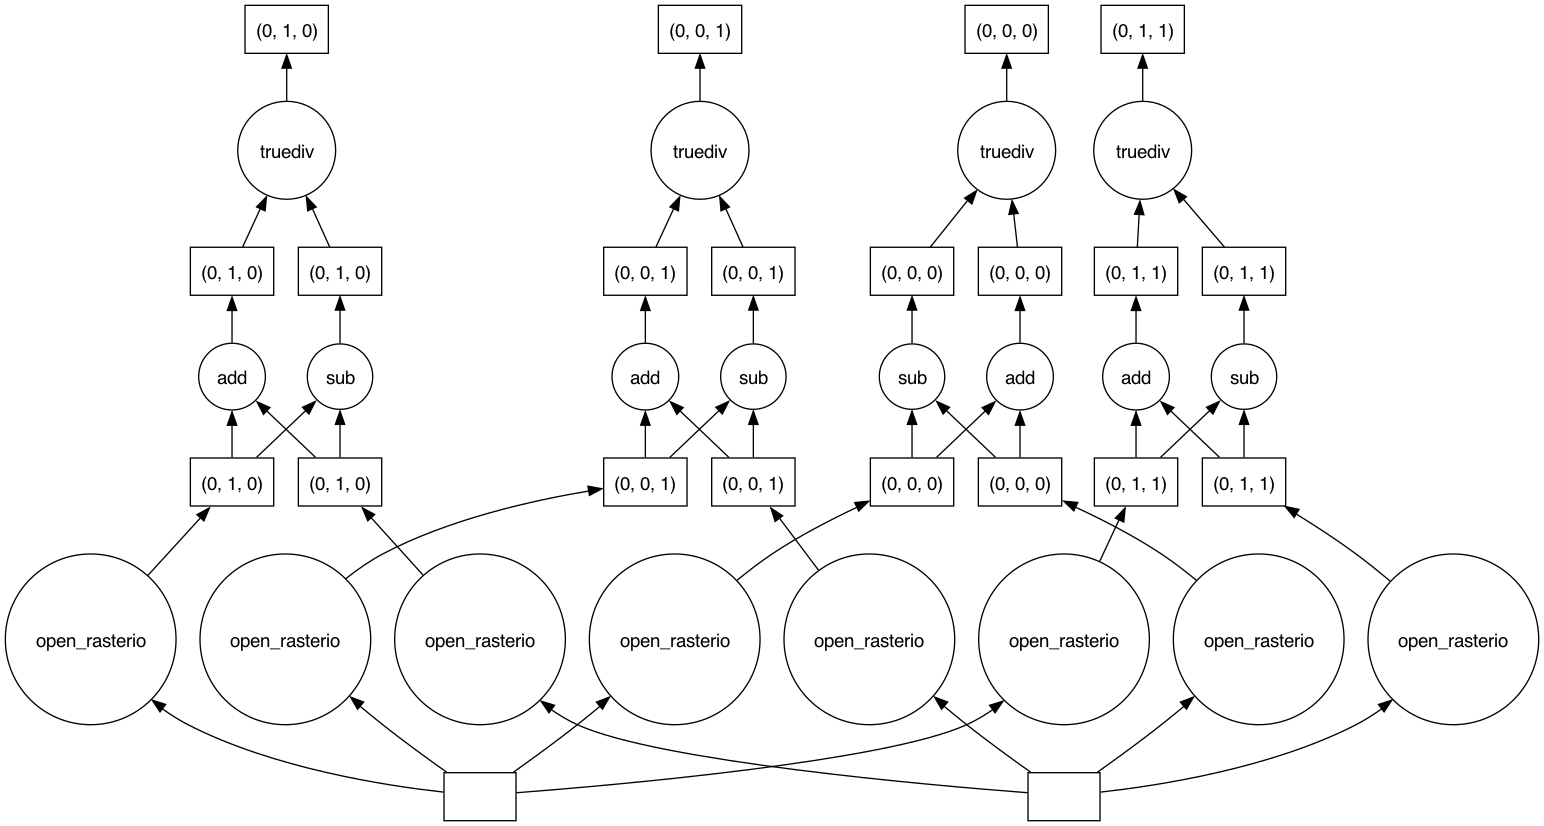 (0, 1, 0) (0, 0, 1) (0, 0, 0) (0, 1, 1)
truediv truediv truediv truediv
(0, 1, 0) (0, 1, 0) (0, 0, 1) (0, 0, 1) (0, 0, 0) (0, 0, 0) (0, 1, 1) (0, 1, 1)
add sub add sub sub add add sub
(0, 1, 0) (0, 1, 0) (0, 0, 1) (0, 0, 1) (0, 0, 0) (0, 0, 0) (0, 1, 1) (0, 1, 1)
open_rasterio open_rasterio open_rasterio open_rasterio open_rasterio open_rasterio open_rasterio open_rasterio